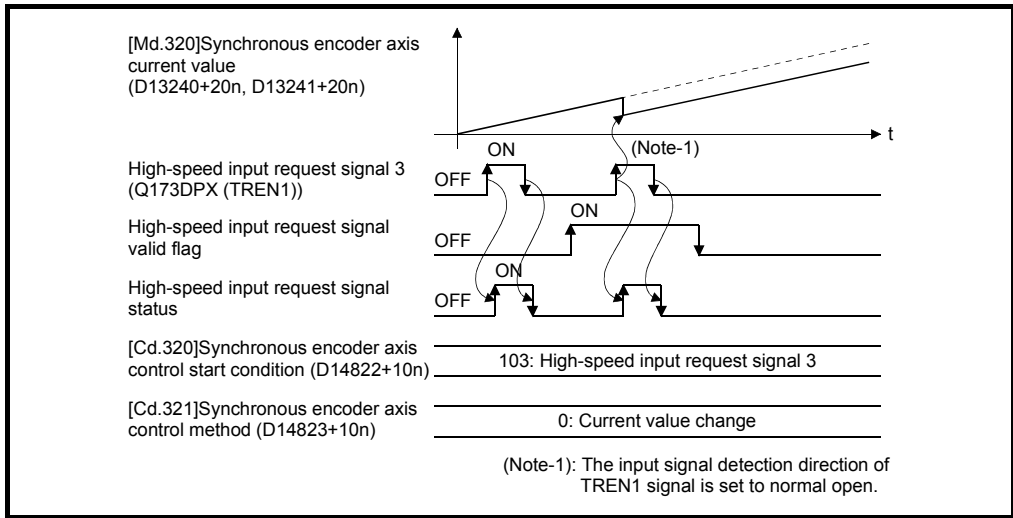 [Md.320]Synchronous encoder axis
current value
(D13240+20n, D13241+20n)
t
ON
(Note-1)
High-speed input request signal 3
(Q173DPX (TREN1))
OFF
ON
High-speed input request signal
valid flag
OFF
ON
High-speed input request signal
status
OFF
[Cd.320]Synchronous encoder axis
control start condition (D14822+10n)
103: High-speed input request signal 3
[Cd.321]Synchronous encoder axis
control method (D14823+10n)
0: Current value change
(Note-1): The input signal detection direction of
TREN1 signal is set to normal open.